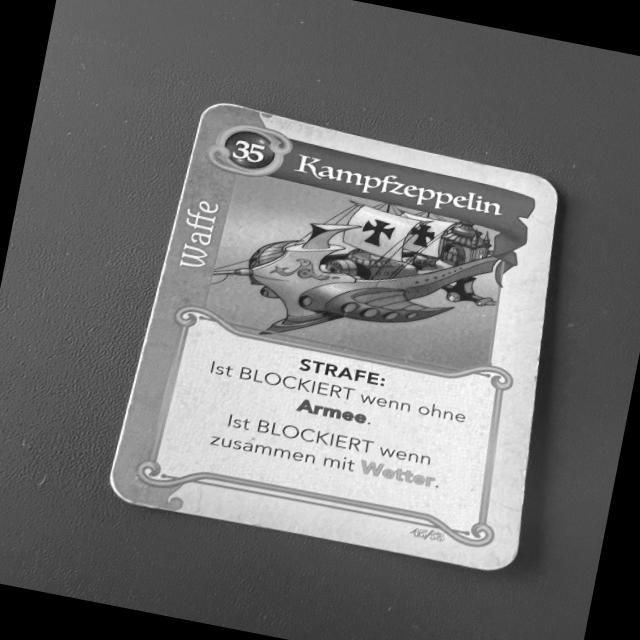 35
Kampfzeppelin
Waffe
STRAFE:
Ist BLOCKIERT wenn ohne
Armee.
Ist BLOCKIERT wenn
zusammen mit Wetter.